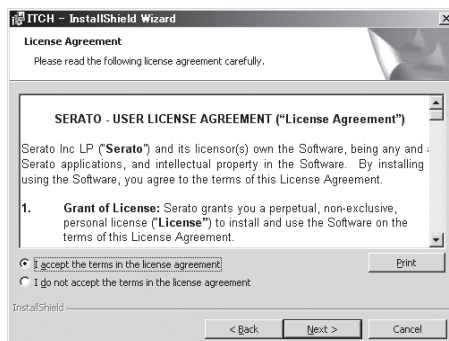 ITCH - InstallShield Wizard
License Agreement
Please read the following license agreement carefully.
SERATO - USER LICENSE AGREEMENT (“License Agreement”)
Serato Inc LP (“Serato”) and its licensor(s) own the Software, being any and
Serato applications, and intellectual property in the Software. By installing
using the Software, you agree to the terms of this License Agreement.
1. Grant of License: Serato grants you a perpetual, non-exclusive,
personal license (“License”) to install and use the Software on the
terms of this License Agreement.
I accept the terms in the license agreement
Print
I do not accept the terms in the license agreement
InstallShield
< Back
Next >
Cancel